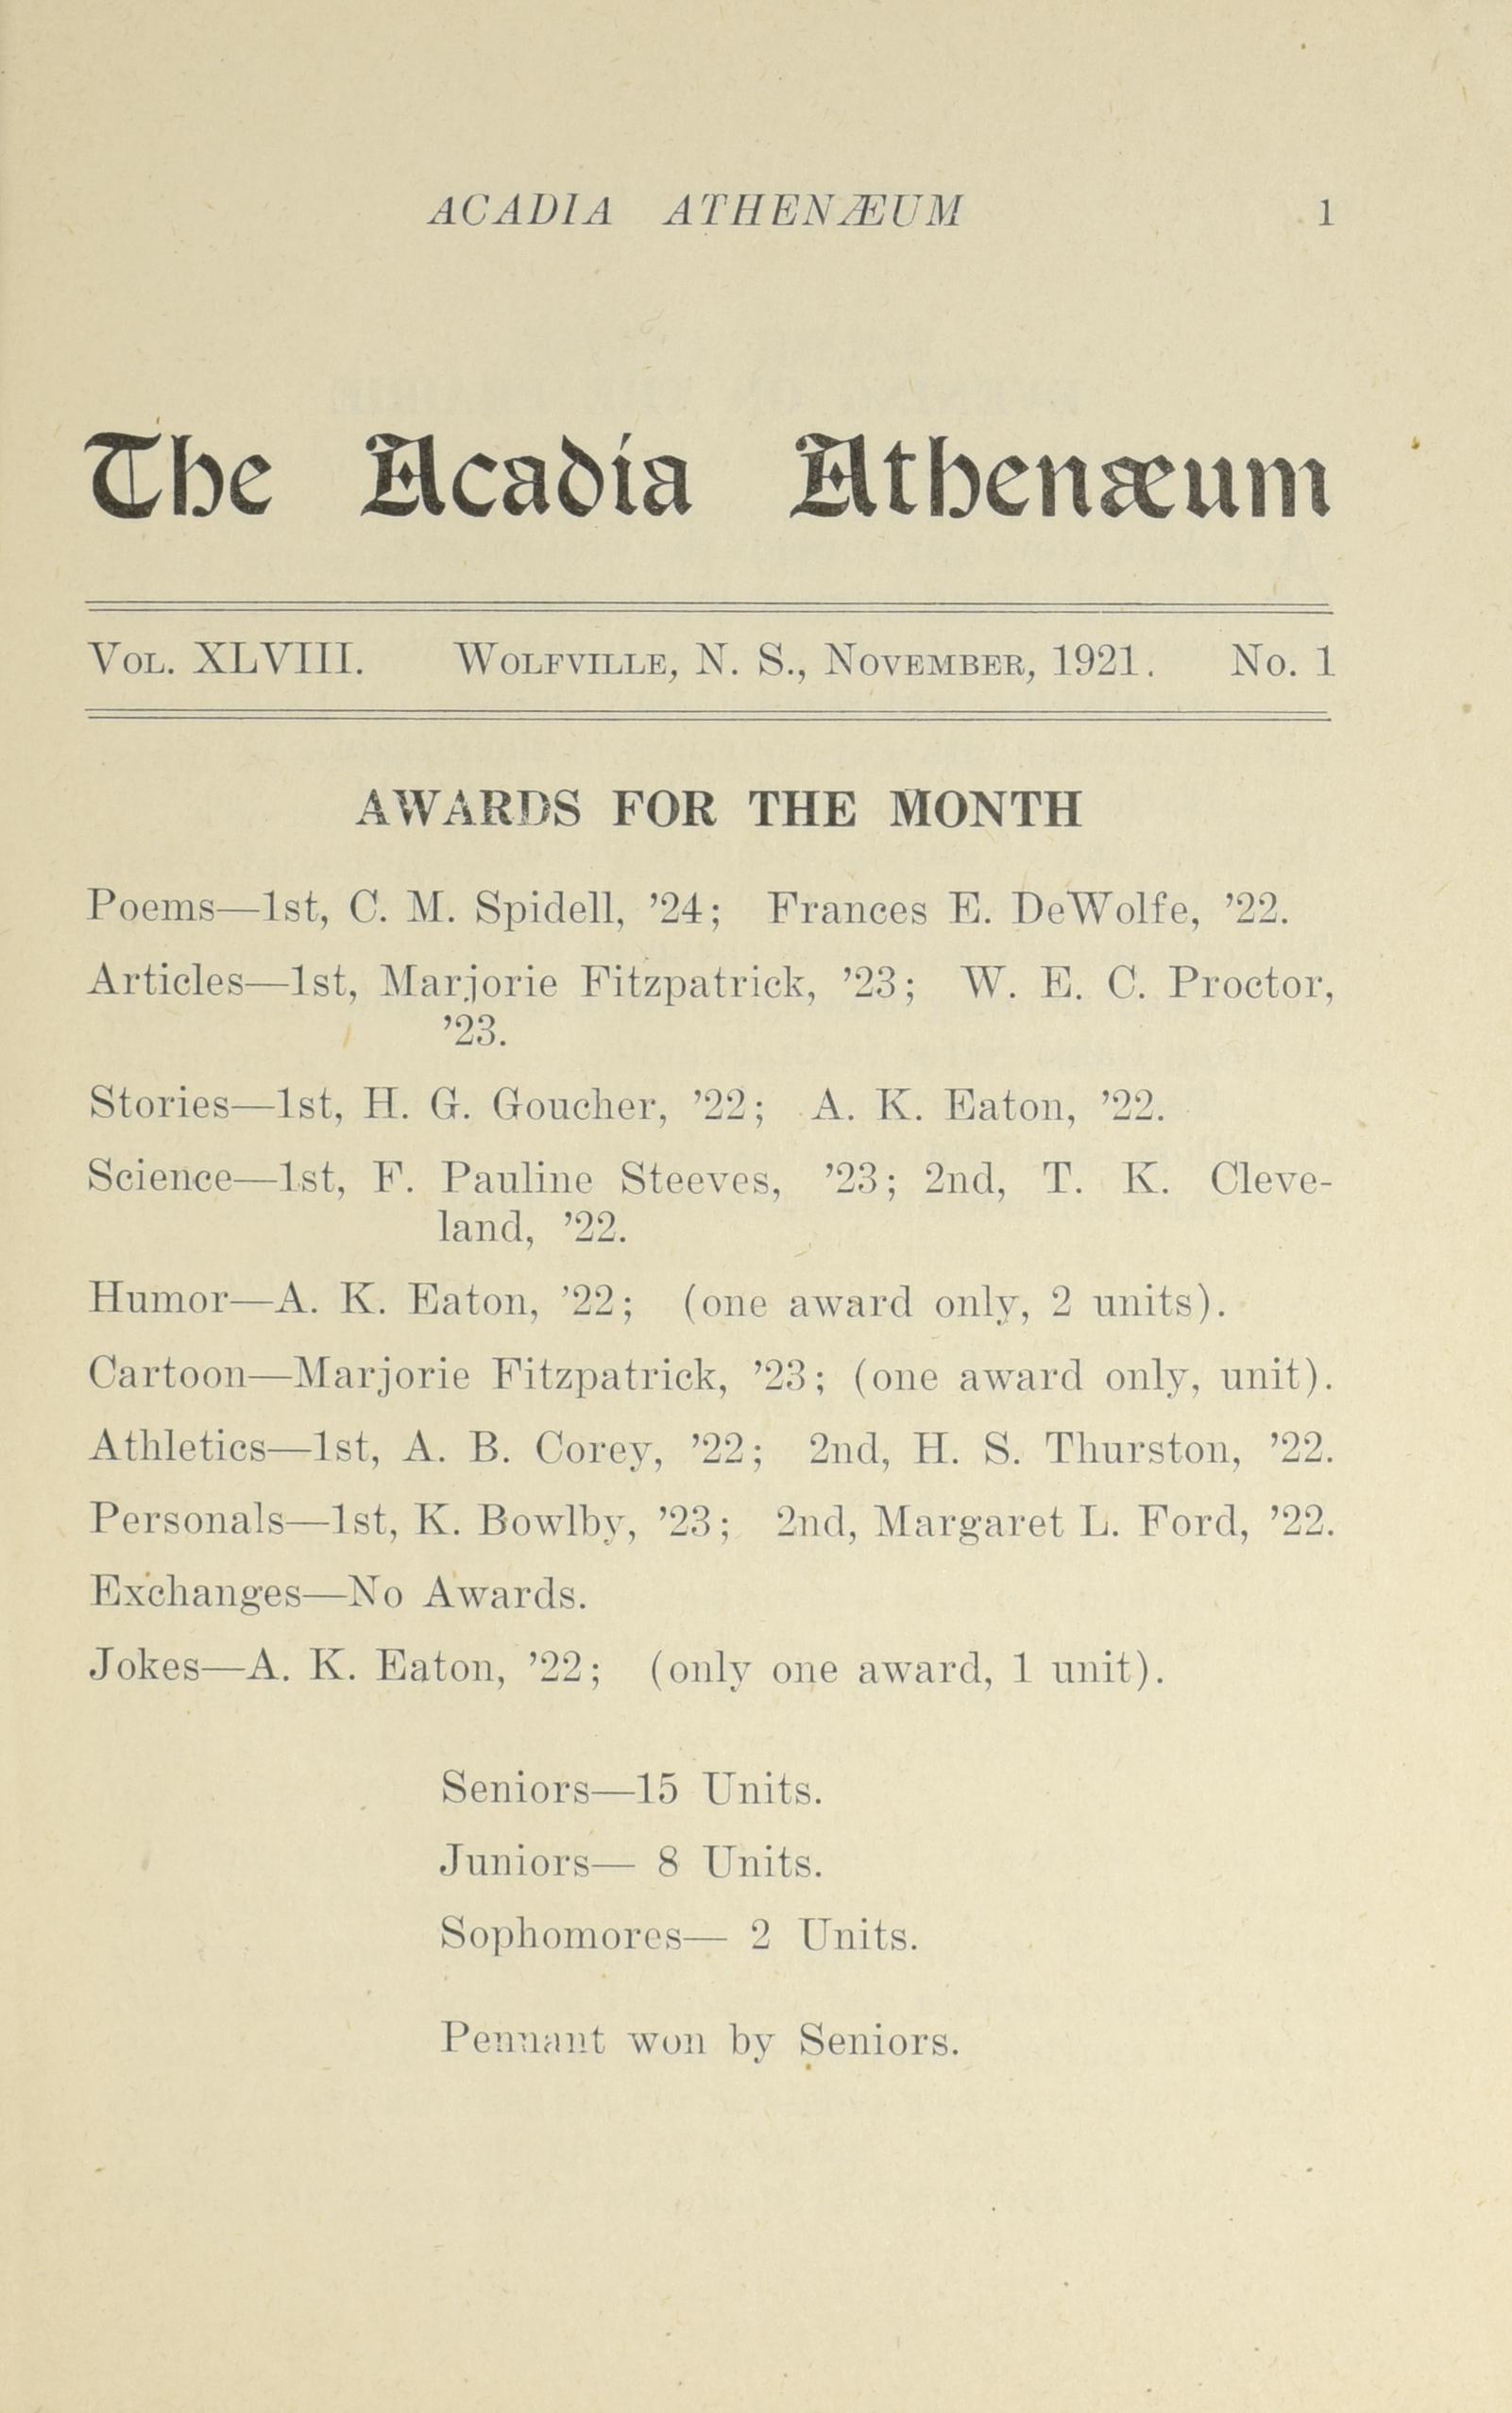 ACADIA ATHENÆUM 1
The Acadia Athenæum
VOL. XLVIII. WOLFVILLE, N. S., NOVEMBER, 1921. No. 1
AWARDS FOR THE MONTH
Poems—1st, C. M. Spidell, ’24; Frances E. DeWolfe, ’22.
Articles—1st, Marjorie Fitzpatrick, ’23; W. E. C. Proctor,
’23.
Stories—1st, H. G. Goucher, ’22; A. K. Eaton, ’22.
Science—1st, F. Pauline Steeves, ’23; 2nd, T. K. Cleve-
land, ’22.
Humor—A. K. Eaton, ’22; (one award only, 2 units).
Cartoon—Marjorie Fitzpatrick, ’23; (one award only, unit).
Athletics—1st, A. B. Corey, ’22; 2nd, H. S. Thurston, ’22.
Personals—1st, K. Bowlby, ’23; 2nd, Margaret L. Ford, ’22.
Exchanges—No Awards.
Jokes—A. K. Eaton, ’22; (only one award, 1 unit).
Seniors—15 Units.
Juniors— 8 Units.
Sophomores— 2 Units.
Pennant won by Seniors.